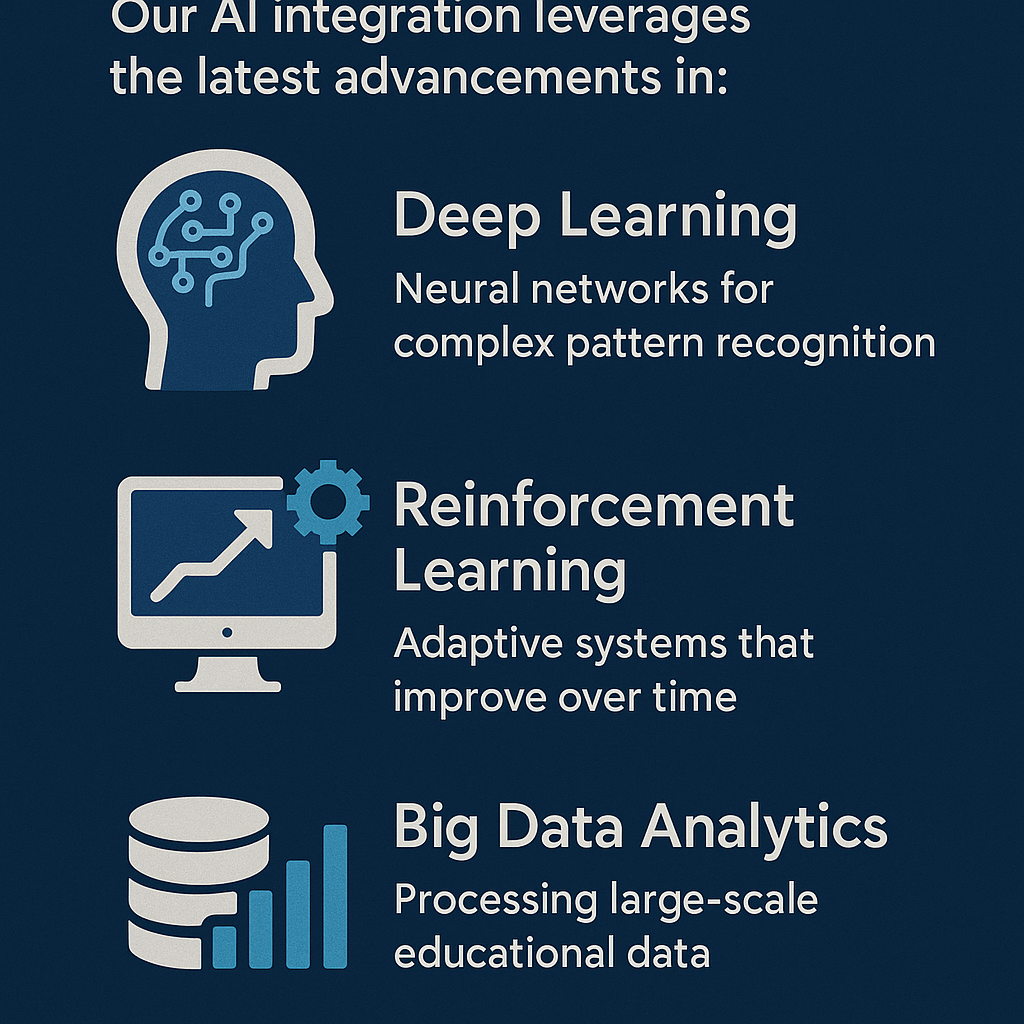 Our AI integration leverages
the latest advancements in:
Deep Learning
Neural networks for
complex pattern recognition
Reinforcement
Learning
Adaptive systems that
improve over time
Big Data Analytics
Processing large-scale
educational data